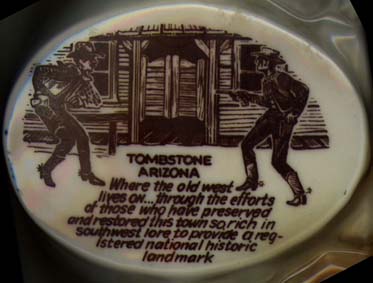 TOMBSTONE
ARIZONA
Where the old west
lives on... through the efforts
of those who have preserved
and restored this town so rich in
southwest lore to provide a reg-
istered national historic
landmark